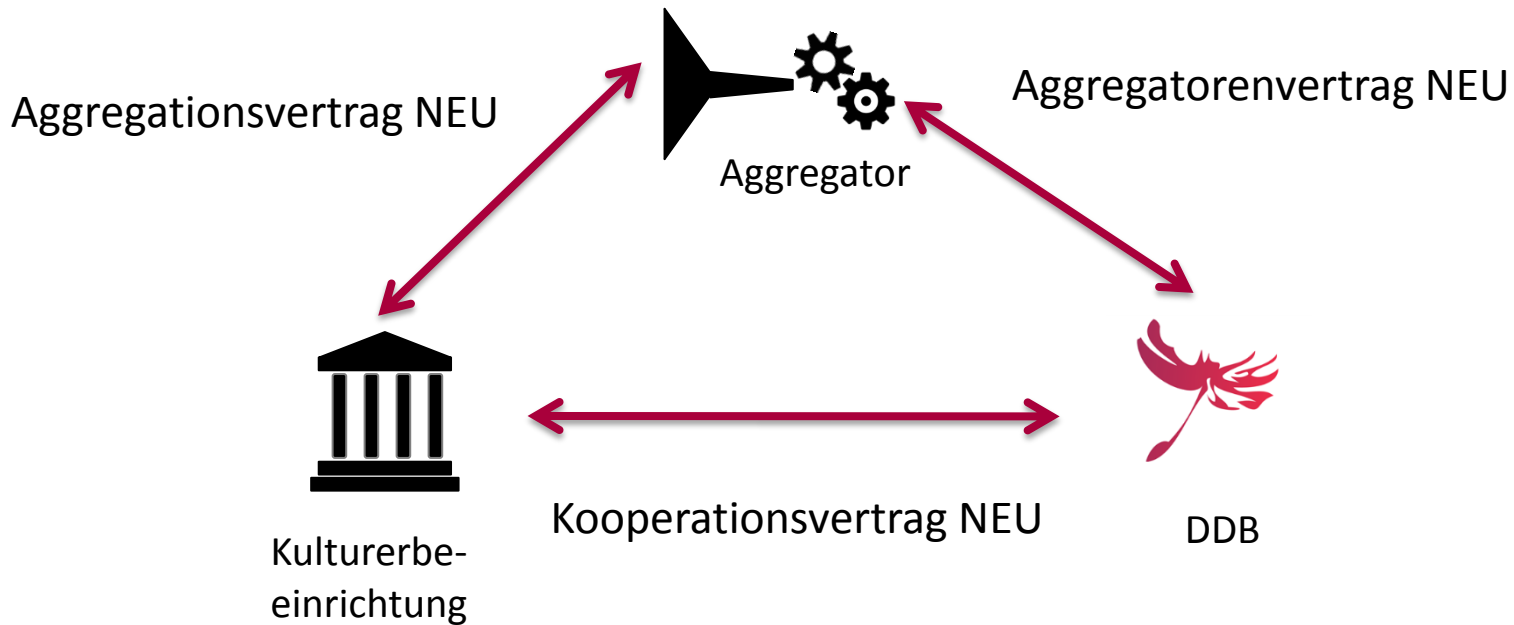 Aggregationsvertrag NEU
Aggregatorenvertrag NEU
Aggregator
Kooperationsvertrag NEU
Kulturerbe-
einrichtung
DDB